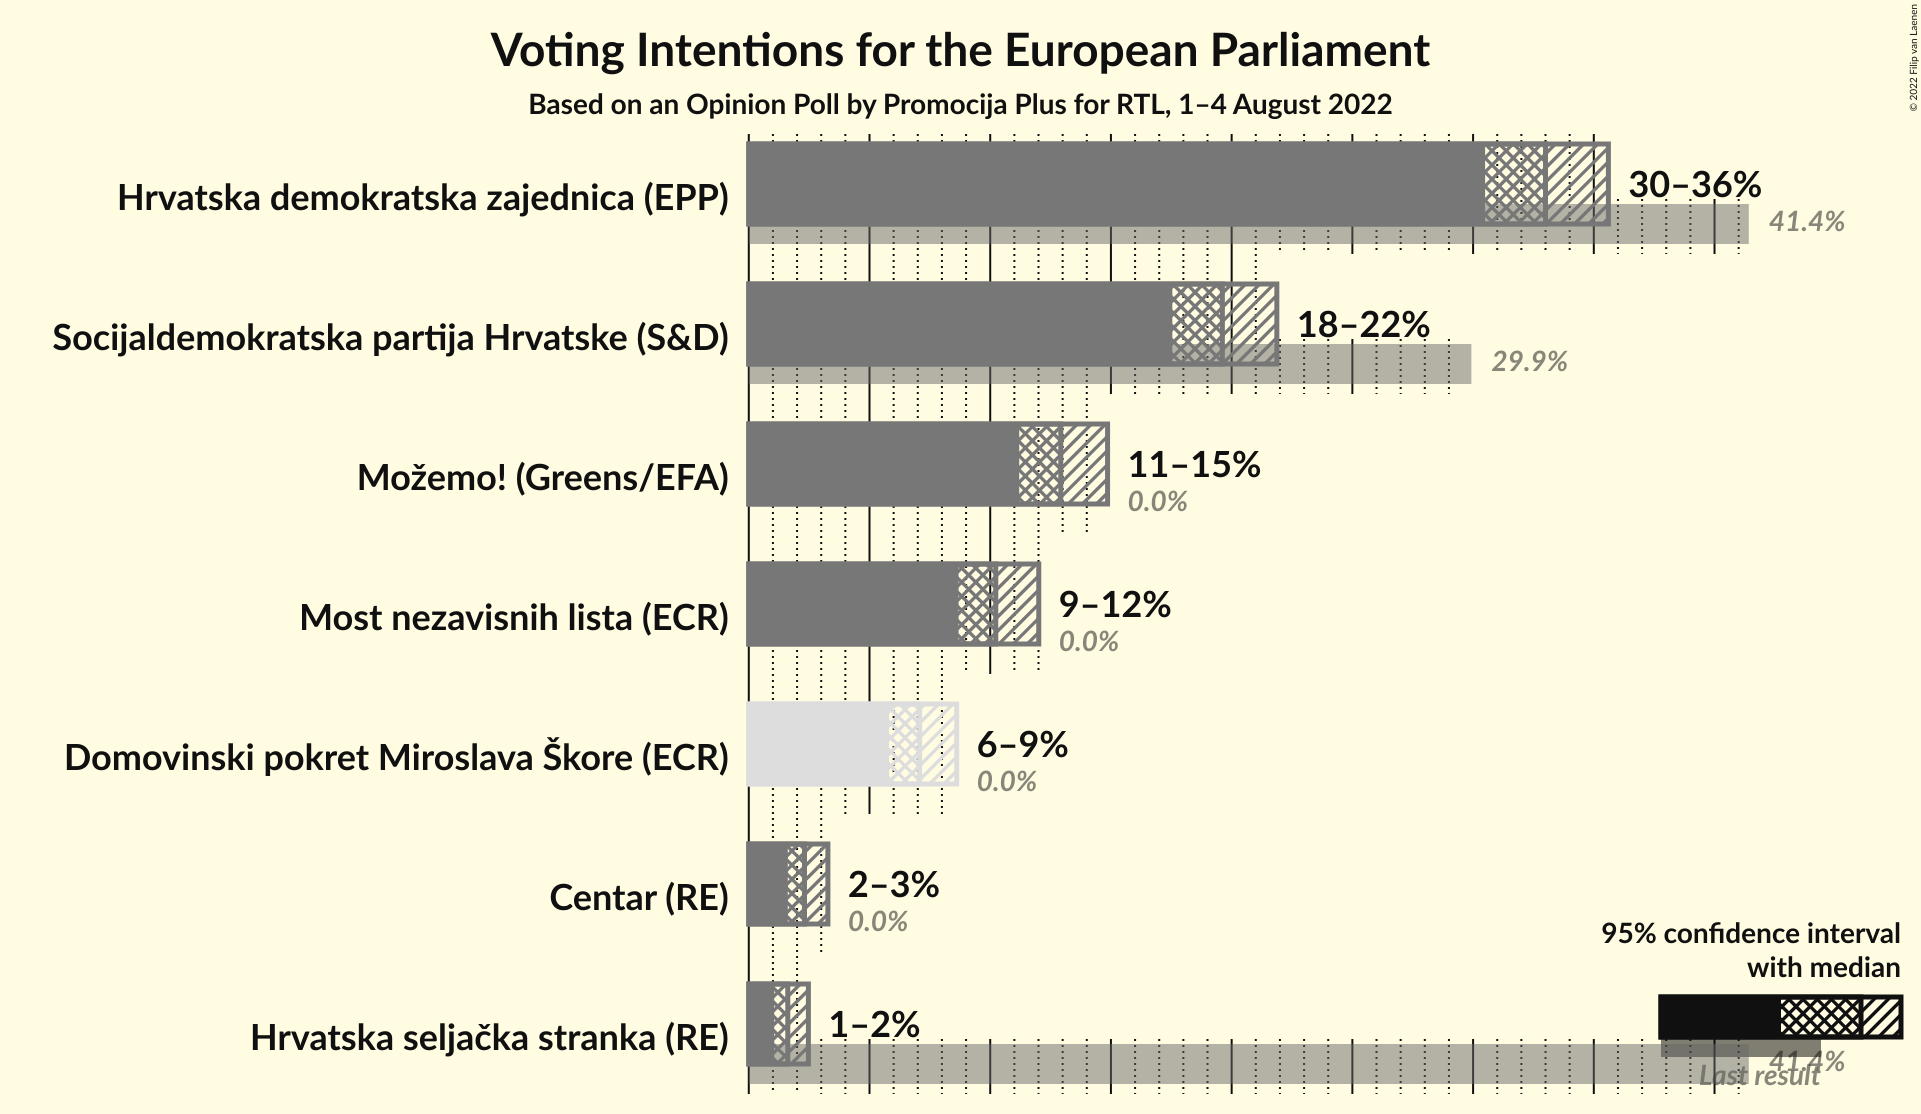 Voting Intentions for the European Parliament
Based on an Opinion Poll by Promocija Plus for RTL, 1–4 August 2022
© 2022 Filip van Laenen
Hrvatska demokratska zajednica (EPP)
30–36%
41.4%
Socijaldemokratska partija Hrvatske (S&D)
18–22%
29.9%
Možemo! (Greens/EFA)
11–15%
0.0%
Most nezavisnih lista (ECR)
9–12%
0.0%
Domovinski pokret Miroslava Škore (ECR)
6–9%
0.0%
Centar (RE)
2–3%
0.0%
Hrvatska seljačka stranka (RE)
1–2%
41.4%
95% confidence interval
with median
Last result